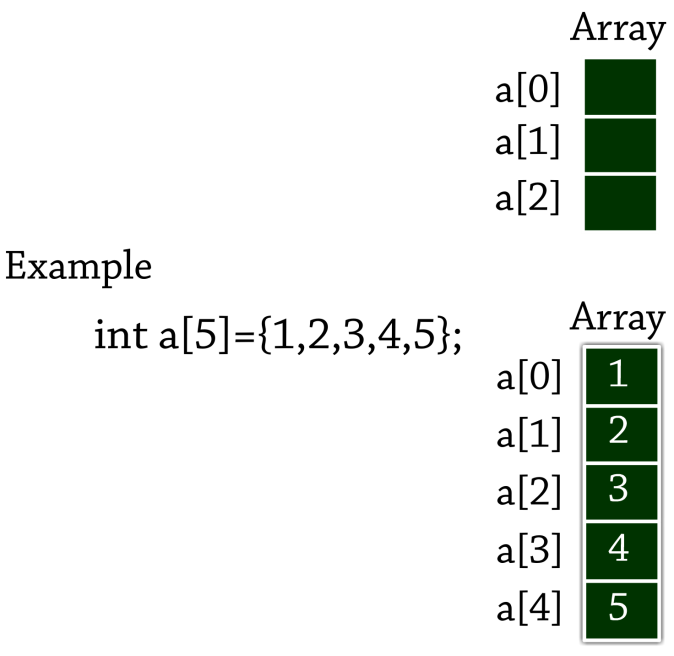 Array
a[0]
a[1]
a[2]
Example
int a[5]={1,2,3,4,5};
Array
a[0] 1
a[1] 2
a[2] 3
a[3] 4
a[4] 5